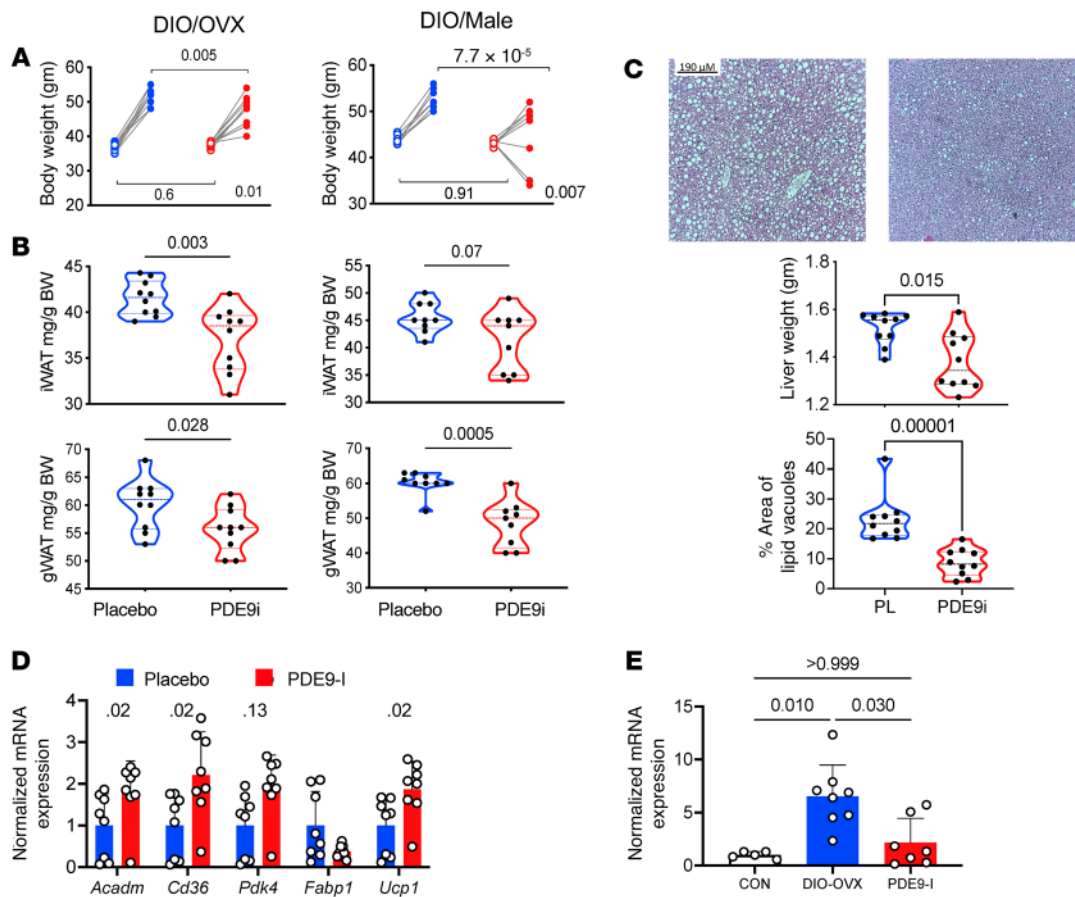 DIO/OVX
DIO/Male
A
Body weight (gm)
60
50
40
30
20
0.005
0.6
0.01
Body weight (gm)
60
50
40
30
7.7 × 10⁻⁵
0.91
0.007
B
iWAT mg/g BW
45
40
35
30
0.003
iWAT mg/g BW
55
50
45
40
35
30
0.07
gWAT mg/g BW
70
65
60
55
50
45
0.028
Placebo
PDE9i
gWAT mg/g BW
70
60
50
40
30
0.0005
Placebo
PDE9i
C
190 µM
Liver weight (gm)
1.8
1.6
1.4
1.2
0.015
% Area of
lipid vacuoles
50
40
30
20
10
0
0.00001
PL
PDE9i
D
Placebo
PDE9-I
Normalized mRNA
expression
4
3
2
1
0
.02
.02
.13
.02
Acadm
Cd36
Pdk4
Fabp1
Ucp1
E
>0.999
0.010
0.030
Normalized mRNA
expression
15
10
5
0
CON
DIO-OVX
PDE9-I